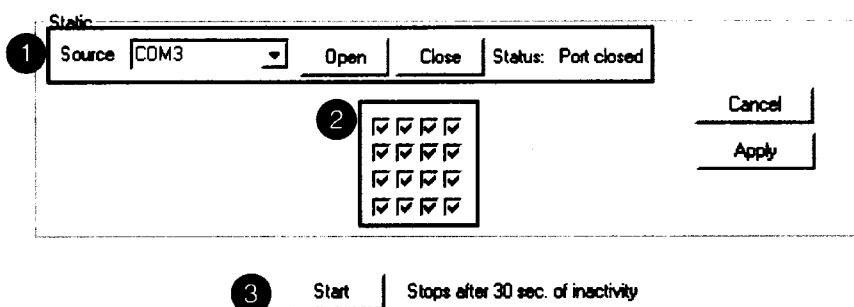 Static
1 Source COM3 Open Close Status: Port closed
2
Cancel
Apply
3 Start Stops after 30 sec. of inactivity